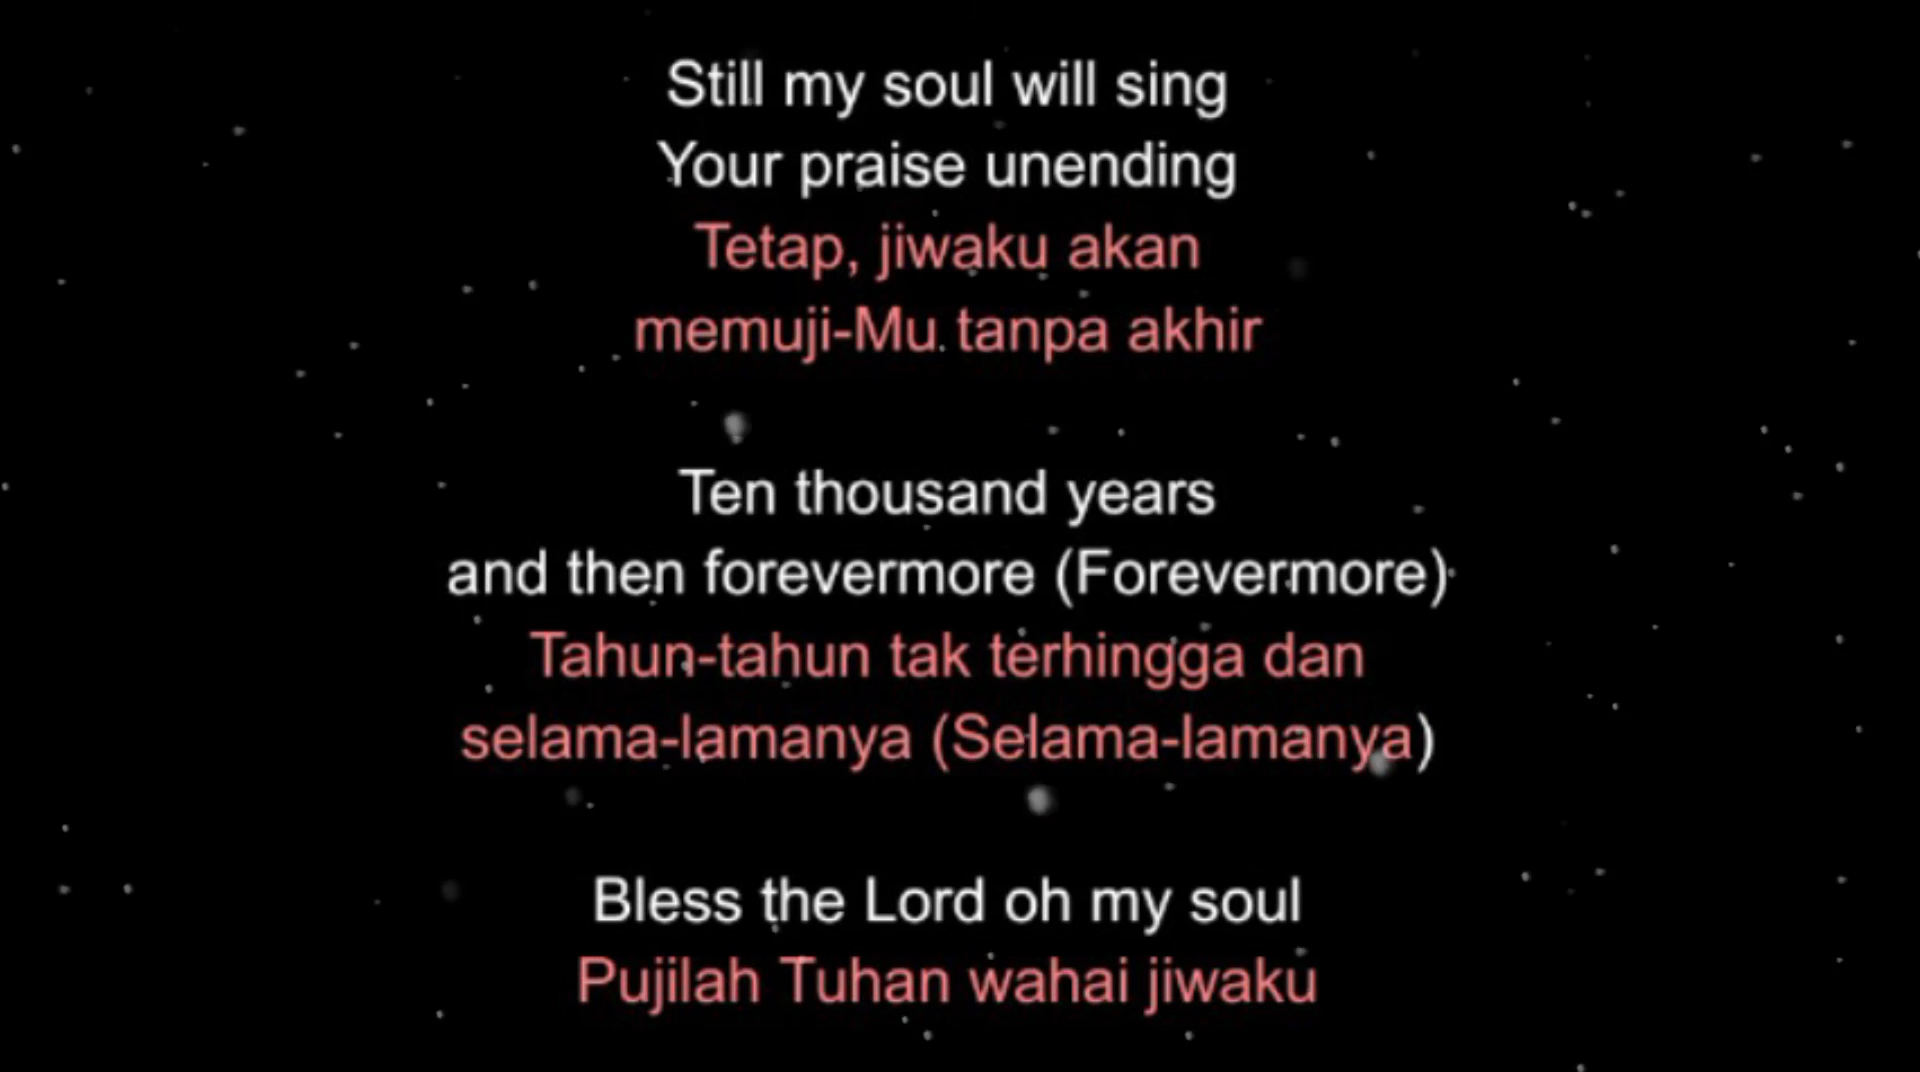 Still my soul will sing
Your praise unending
Tetap, jiwaku akan
memuji-Mu tanpa akhir
Ten thousand years
and then forevermore (Forevermore)
Tahun-tahun tak terhingga dan
selama-lamanya (Selama-lamanya)
Bless the Lord oh my soul
Pujilah Tuhan wahai jiwaku